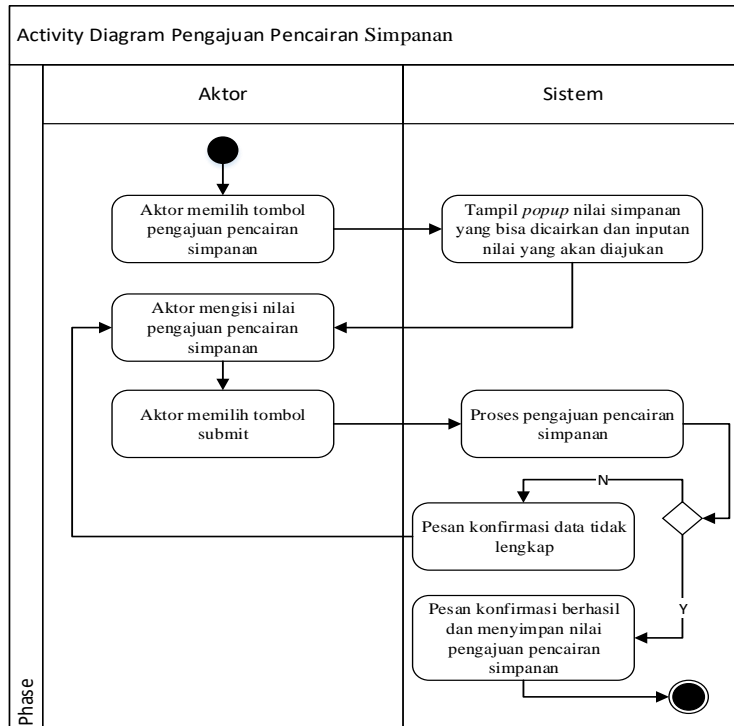 Activity Diagram Pengajuan Pencairan Simpanan
Aktor
Sistem
Aktor memilih tombol
pengajuan pencairan
simpanan
Tampil popup nilai simpanan
yang bisa dicairkan dan inputan
nilai yang akan diajukan
Aktor mengisi nilai
pengajuan pencairan
simpanan
Aktor memilih tombol
submit
Proses pengajuan pencairan
simpanan
N
Pesan konfirmasi data tidak
lengkap
Y
Pesan konfirmasi berhasil
dan menyimpan nilai
pengajuan pencairan
simpanan
Phase